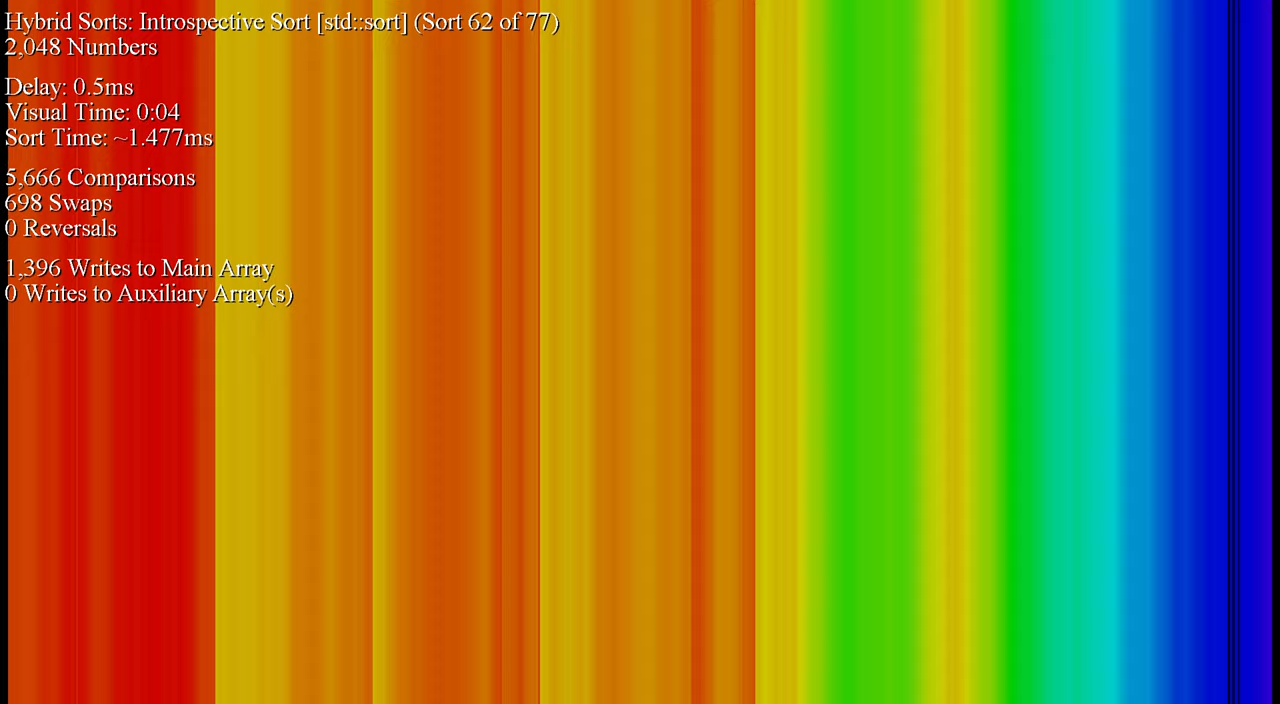 Hybrid Sorts: Introspective Sort [std::sort] (Sort 62 of 77)
2,048 Numbers
Delay: 0.5ms
Visual Time: 0:04
Sort Time: ~1.477ms
5,666 Comparisons
698 Swaps
0 Reversals
1,396 Writes to Main Array
0 Writes to Auxiliary Array(s)